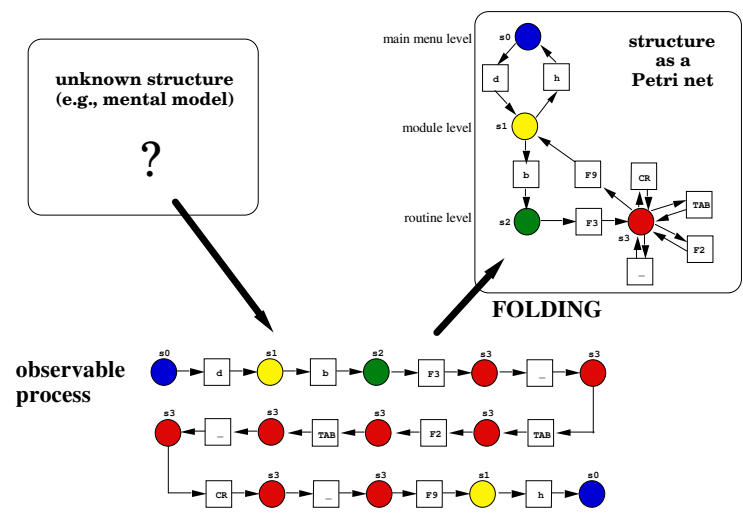 unknown structure
(e.g., mental model)
?
main menu level
s0
structure
as a
Petri net
d
h
module level
s1
b
F9
CR
TAB
routine level
s2
F3
s3
F2
_
FOLDING
observable
process
s0
d
s1
b
s2
F3
s3
_
s3
s3
_
s3
TAB
s3
F2
s3
TAB
CR
s3
_
s3
F9
s1
h
s0